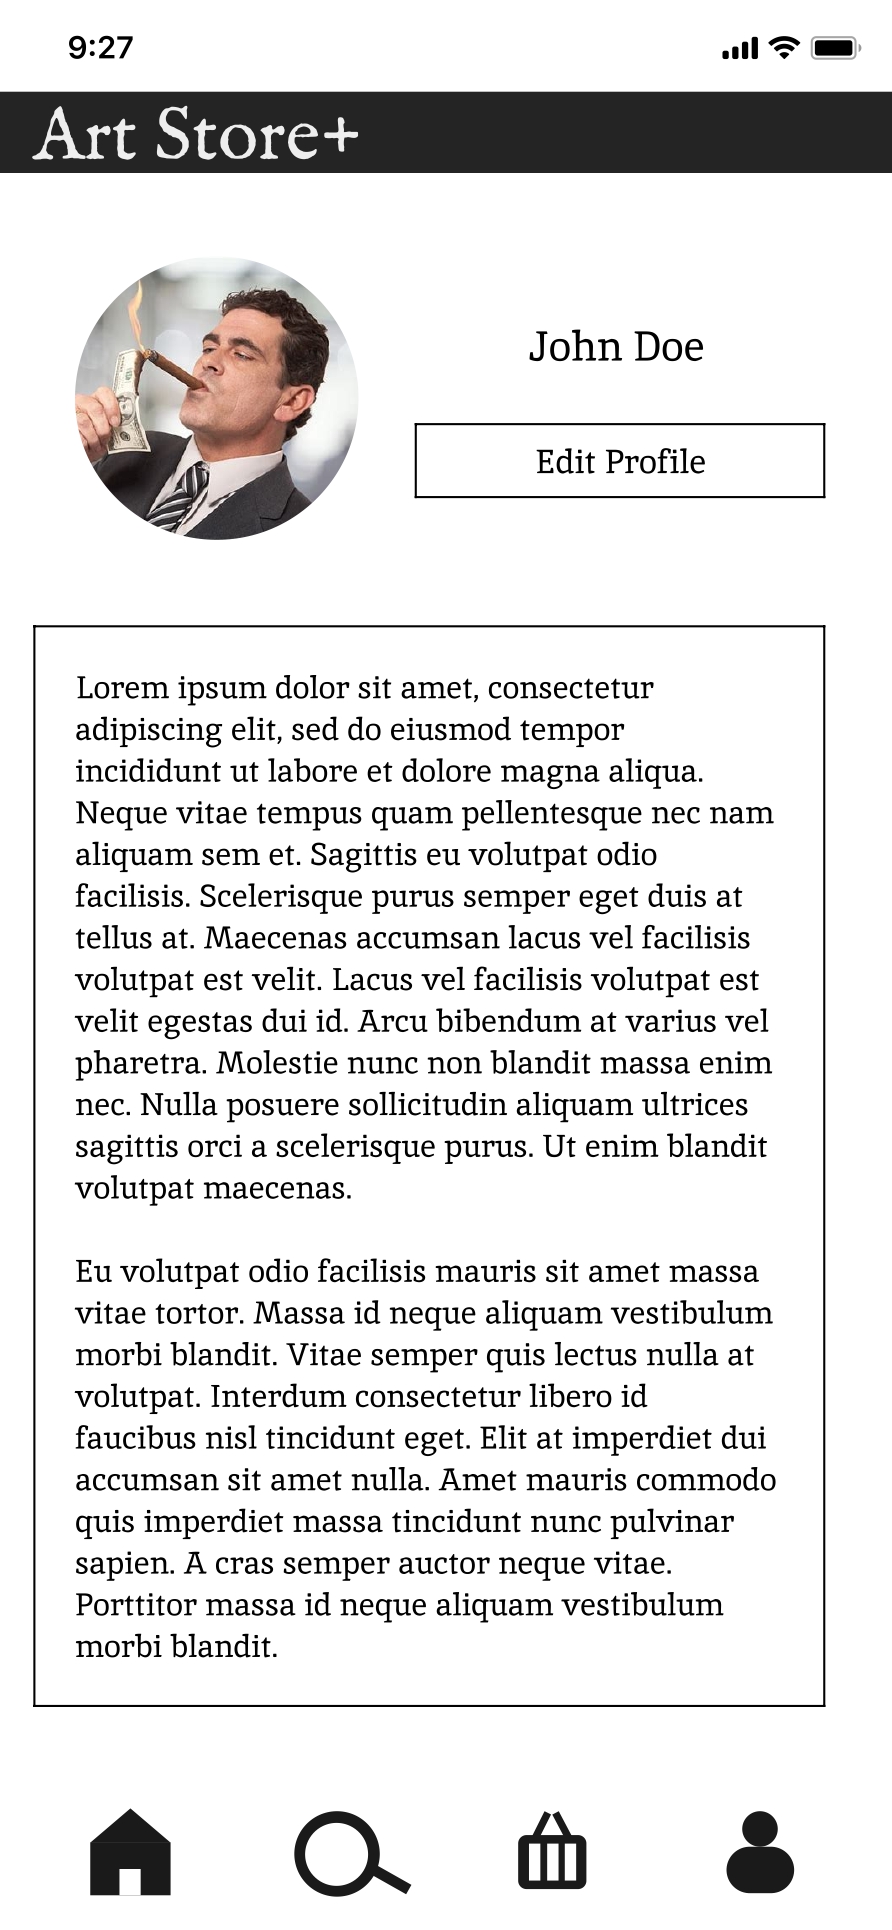 9:27
Art Store+
John Doe
Edit Profile
Lorem ipsum dolor sit amet, consectetur
adipiscing elit, sed do eiusmod tempor
incididunt ut labore et dolore magna aliqua.
Neque vitae tempus quam pellentesque nec nam
aliquam sem et. Sagittis eu volutpat odio
facilisis. Scelerisque purus semper eget duis at
tellus at. Maecenas accumsan lacus vel facilisis
volutpat est velit. Lacus vel facilisis volutpat est
velit egestas dui id. Arcu bibendum at varius vel
pharetra. Molestie nunc non blandit massa enim
nec. Nulla posuere sollicitudin aliquam ultrices
sagittis orci a scelerisque purus. Ut enim blandit
volutpat maecenas.
Eu volutpat odio facilisis mauris sit amet massa
vitae tortor. Massa id neque aliquam vestibulum
morbi blandit. Vitae semper quis lectus nulla at
volutpat. Interdum consectetur libero id
faucibus nisl tincidunt eget. Elit at imperdiet dui
accumsan sit amet nulla. Amet mauris commodo
quis imperdiet massa tincidunt nunc pulvinar
sapien. A cras semper auctor neque vitae.
Porttitor massa id neque aliquam vestibulum
morbi blandit.